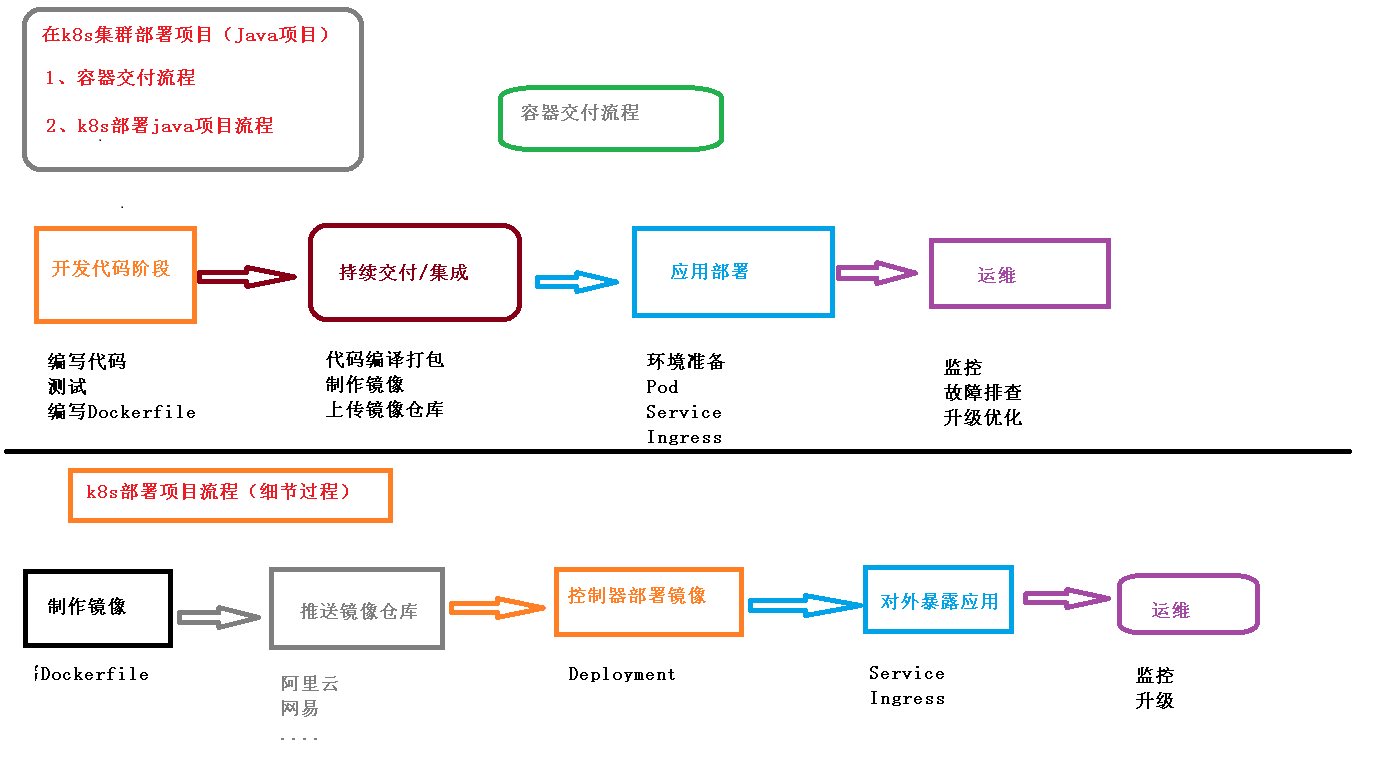 在k8s集群部署项目（Java项目）
1、容器交付流程
2、k8s部署java项目流程
容器交付流程
开发代码阶段
持续交付/集成
应用部署
运维
编写代码
测试
编写Dockerfile
代码编译打包
制作镜像
上传镜像仓库
环境准备
Pod
Service
Ingress
监控
故障排查
升级优化
k8s部署项目流程（细节过程）
制作镜像
推送镜像仓库
控制器部署镜像
对外暴露应用
运维
Dockerfile
阿里云
网易
....
Deployment
Service
Ingress
监控
升级